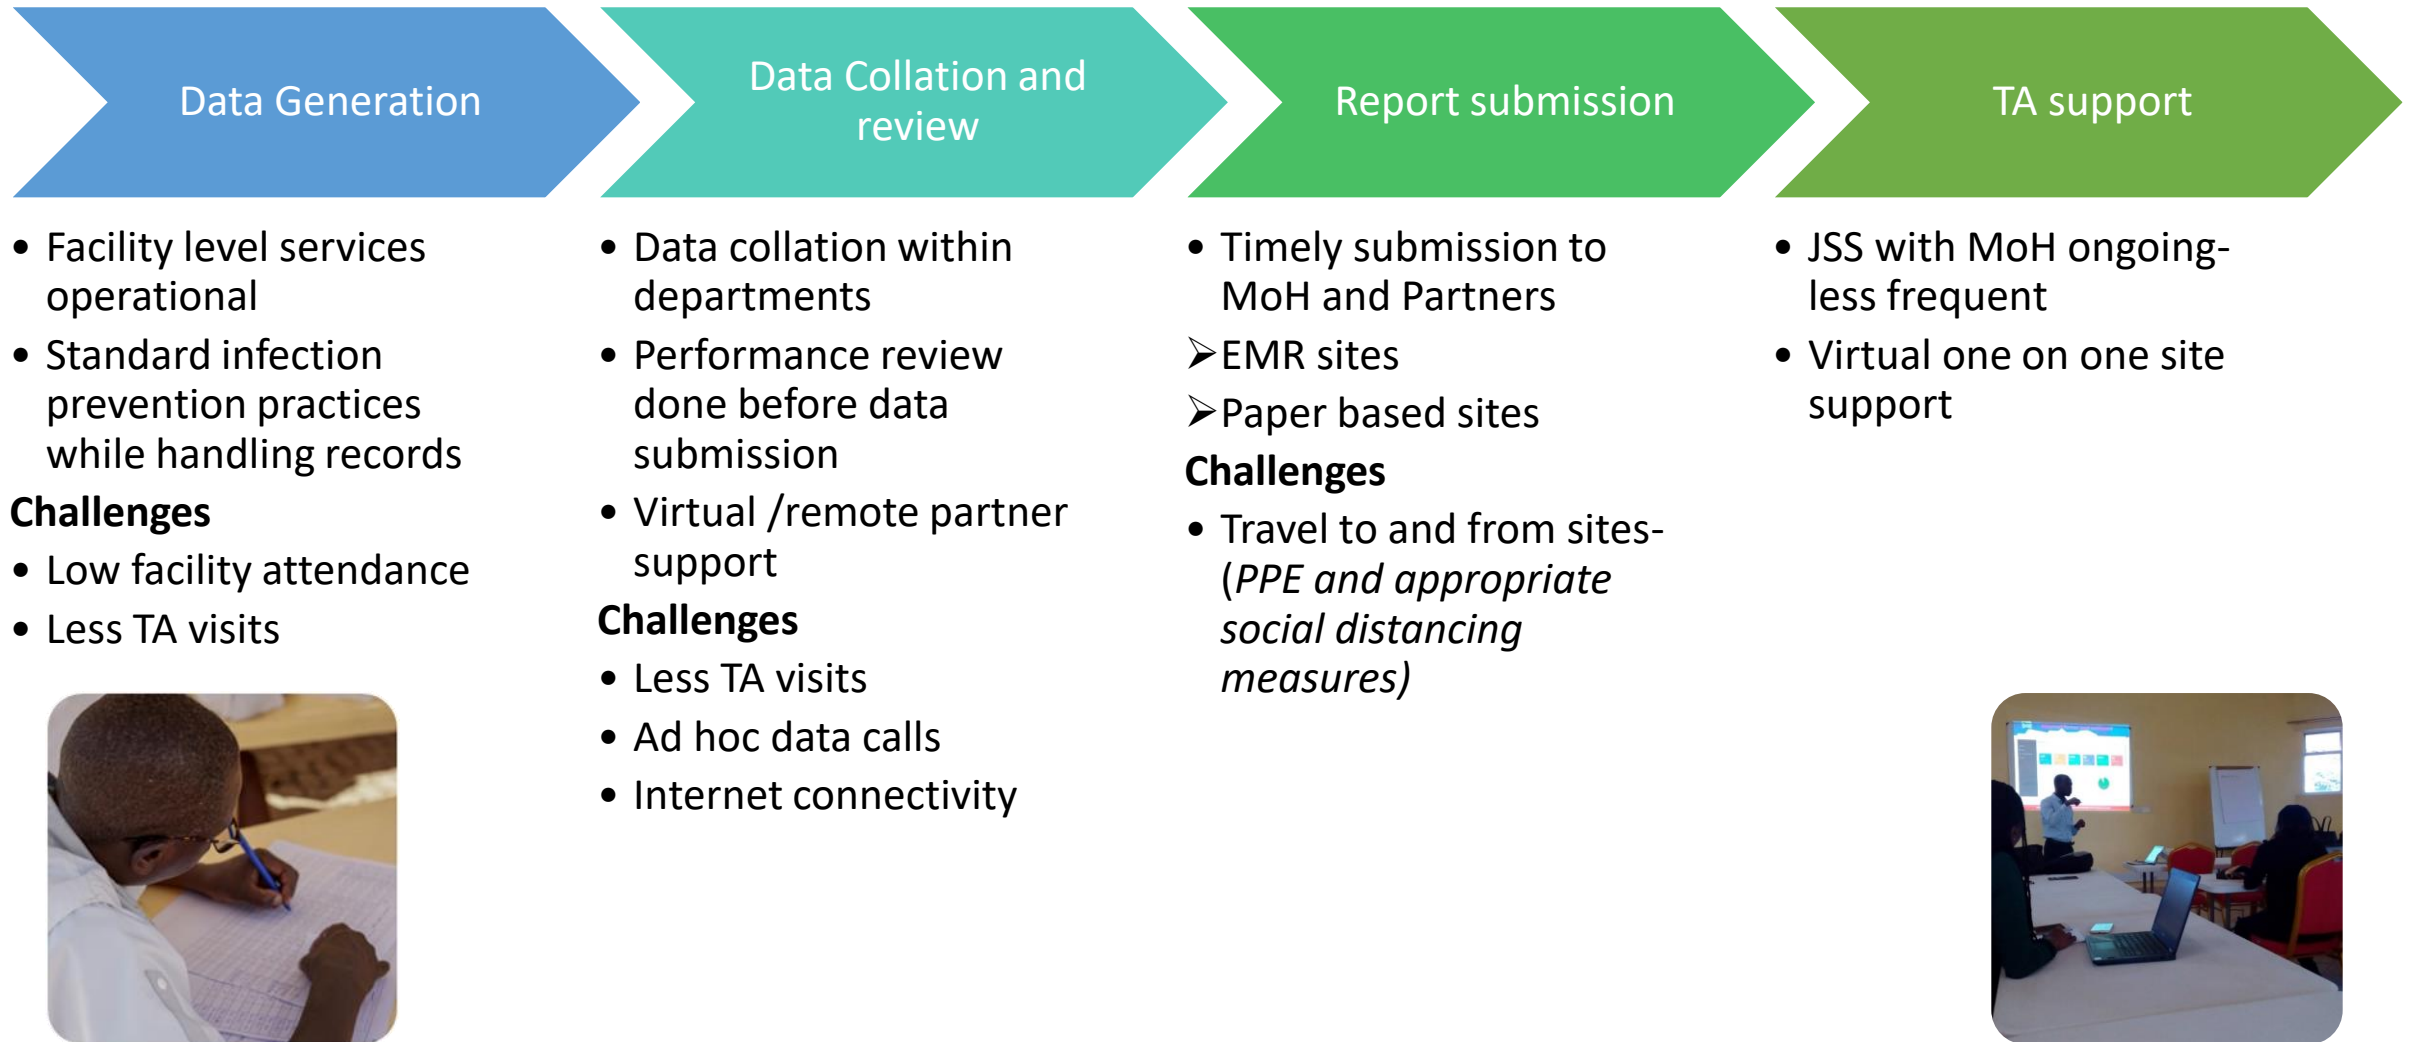 Data Generation
Data Collation and
review
Report submission
TA support
• Facility level services
operational
• Standard infection
prevention practices
while handling records
Challenges
• Low facility attendance
• Less TA visits
• Data collation within
departments
• Performance review
done before data
submission
• Virtual /remote partner
support
Challenges
• Less TA visits
• Ad hoc data calls
• Internet connectivity
• Timely submission to
MoH and Partners
➢EMR sites
➢Paper based sites
Challenges
• Travel to and from sites-
(PPE and appropriate
social distancing
measures)
• JSS with MoH ongoing-
less frequent
• Virtual one on one site
support